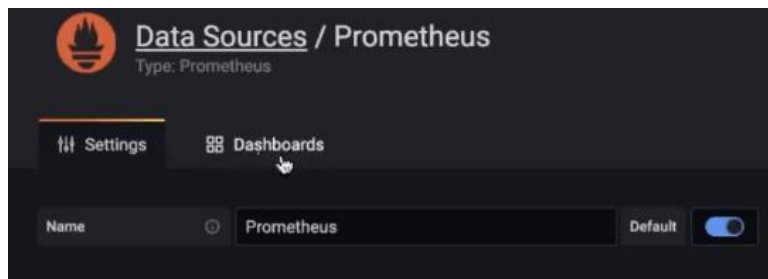 Data Sources / Prometheus
Type: Prometheus
Settings Dashboards
Name Prometheus Default